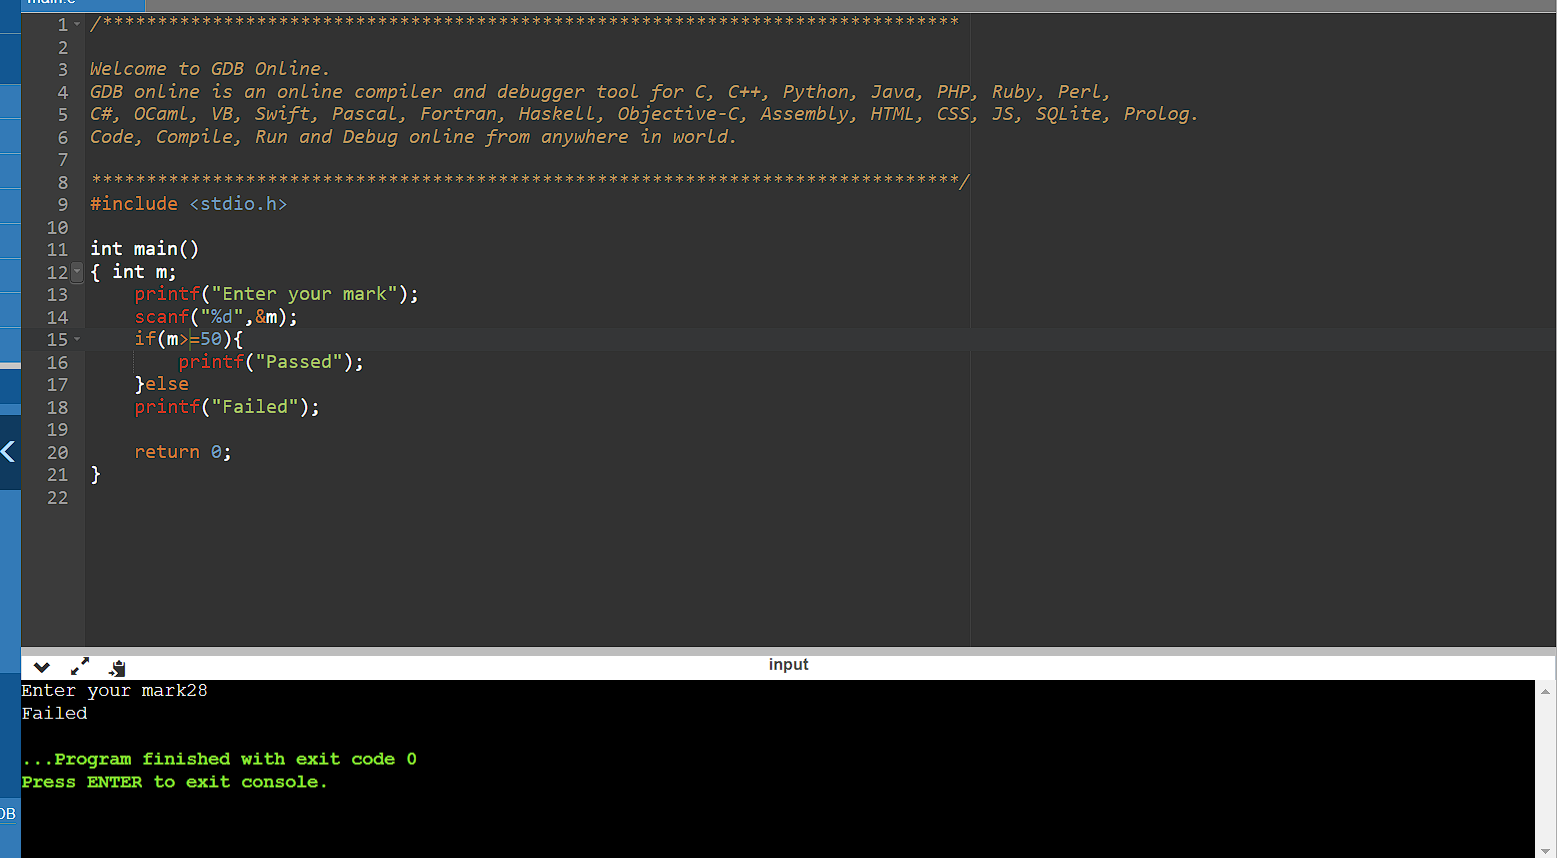 main.c
1 /******************************************************************************
2
3 Welcome to GDB Online.
4 GDB online is an online compiler and debugger tool for C, C++, Python, Java, PHP, Ruby, Perl,
5 C#, OCaml, VB, Swift, Pascal, Fortran, Haskell, Objective-C, Assembly, HTML, CSS, JS, SQLite, Prolog.
6 Code, Compile, Run and Debug online from anywhere in world.
7
8 *******************************************************************************/
9 #include <stdio.h>
10
11 int main()
12 { int m;
13     printf("Enter your mark");
14     scanf("%d",&m);
15     if(m>=50){
16         printf("Passed");
17     }else
18     printf("Failed");
19
20     return 0;
21 }
22
input
Enter your mark28
Failed
...Program finished with exit code 0
Press ENTER to exit console.